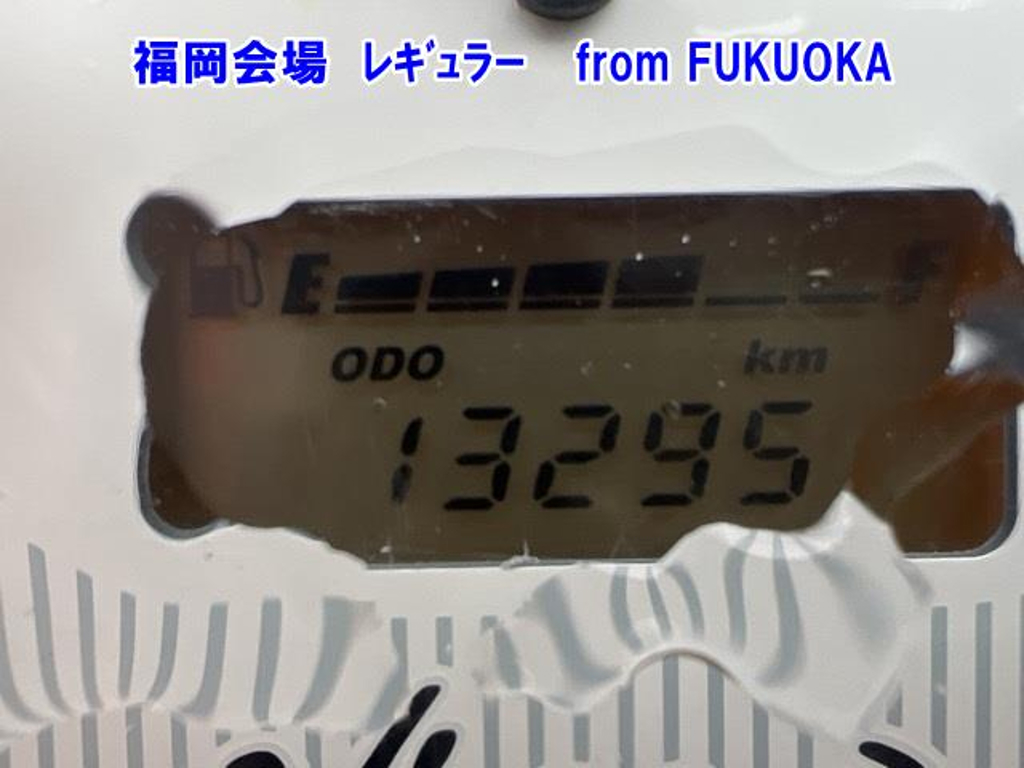 福岡会場 ﾚｷﾞｭﾗｰ from FUKUOKA
E F
ODO km
13295